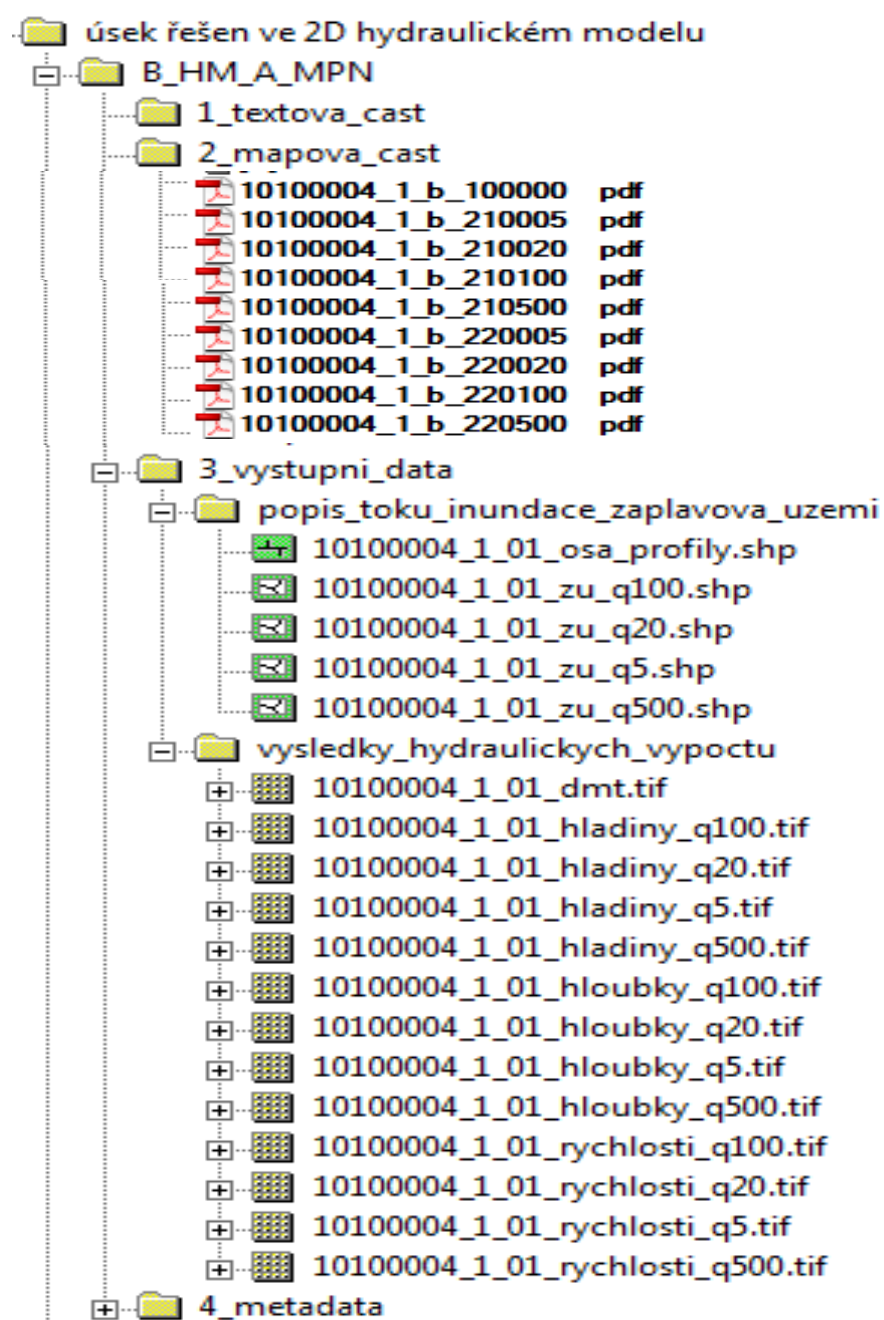 úsek řešen ve 2D hydraulickém modelu
B_HM_A_MPN
1_textova_cast
2_mapova_cast
10100004_1_b_100000 pdf
10100004_1_b_210005 pdf
10100004_1_b_210020 pdf
10100004_1_b_210100 pdf
10100004_1_b_210500 pdf
10100004_1_b_220005 pdf
10100004_1_b_220020 pdf
10100004_1_b_220100 pdf
10100004_1_b_220500 pdf
3_vystupni_data
popis_toku_inundace_zaplavova_uzemi
10100004_1_01_osa_profily.shp
10100004_1_01_zu_q100.shp
10100004_1_01_zu_q20.shp
10100004_1_01_zu_q5.shp
10100004_1_01_zu_q500.shp
vysledky_hydraulickych_vypoctu
10100004_1_01_dmt.tif
10100004_1_01_hladiny_q100.tif
10100004_1_01_hladiny_q20.tif
10100004_1_01_hladiny_q5.tif
10100004_1_01_hladiny_q500.tif
10100004_1_01_hloubky_q100.tif
10100004_1_01_hloubky_q20.tif
10100004_1_01_hloubky_q5.tif
10100004_1_01_hloubky_q500.tif
10100004_1_01_rychlosti_q100.tif
10100004_1_01_rychlosti_q20.tif
10100004_1_01_rychlosti_q5.tif
10100004_1_01_rychlosti_q500.tif
4_metadata